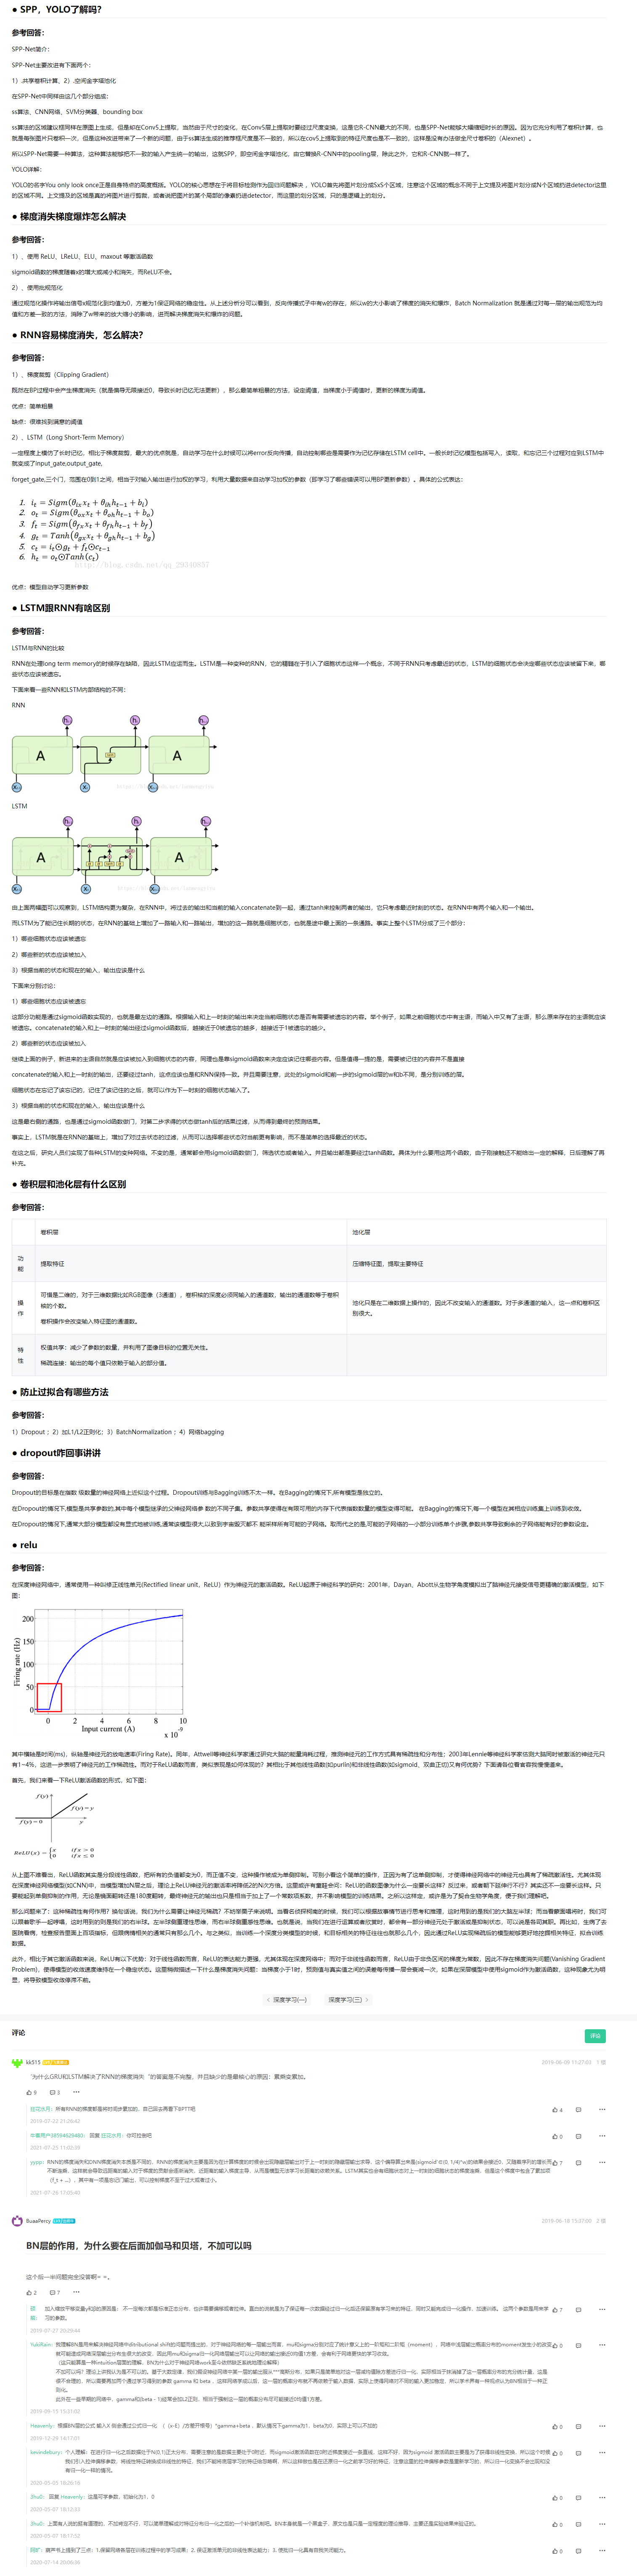 ● SPP，YOLO了解吗？
参考回答：
SPP-Net简介：
SPP-Net主要改进有下面两个：
1）.共享卷积计算、2）.空间金字塔池化
在SPP-Net中同样由这几个部分组成：
ss算法、CNN网络、SVM分类器、bounding box
ss算法的区域建议框同样在原图上生成，但是却在Conv5上提取，当然由于尺寸的变化，在Conv5层上提取时要经过尺度变换，这是它R-CNN最大的不同，也是SPP-Net能够大幅缩短时长的原因。因为它充分利用了卷积计算，也
就是每张图片只卷积一次，但是这种改进带来了一个新的问题，由于ss算法生成的推荐框尺度是不一致的，所以在cov5上提取到的特征尺度也是不一致的，这样是没有办法做全尺寸卷积的（Alexnet）。
所以SPP-Net需要一种算法，这种算法能够把不一致的输入产生统一的输出，这就SPP，即空间金字塔池化，由它替换R-CNN中的pooling层，除此之外，它和R-CNN就一样了。
YOLO详解：
YOLO的名字You only look once正是自身特点的高度概括。YOLO的核心思想在于将目标检测作为回归问题解决 ，YOLO首先将图片划分成SxS个区域，注意这个区域的概念不同于上文提及将图片划分成N个区域扔进detector这里
的区域不同。上文提及的区域是真的将图片进行剪裁，或者说把图片的某个局部的像素扔进detector，而这里的划分区域，只的是逻辑上的划分。
● 梯度消失梯度爆炸怎么解决
参考回答：
1）、使用 ReLU、LReLU、ELU、maxout 等激活函数
sigmoid函数的梯度随着x的增大或减小和消失，而ReLU不会。
2）、使用批规范化
通过规范化操作将输出信号x规范化到均值为0，方差为1保证网络的稳定性。从上述分析分可以看到，反向传播式子中有w的存在，所以w的大小影响了梯度的消失和爆炸，Batch Normalization 就是通过对每一层的输出规范为均
值和方差一致的方法，消除了w带来的放大缩小的影响，进而解决梯度消失和爆炸的问题。
● RNN容易梯度消失，怎么解决？
参考回答：
1）、梯度裁剪（Clipping Gradient）
既然在BP过程中会产生梯度消失（就是偏导无限接近0，导致长时记忆无法更新），那么最简单粗暴的方法，设定阈值，当梯度小于阈值时，更新的梯度为阈值。
优点：简单粗暴
缺点：很难找到满意的阈值
2）、LSTM（Long Short-Term Memory）
一定程度上模仿了长时记忆，相比于梯度裁剪，最大的优点就是，自动学习在什么时候可以将error反向传播，自动控制哪些是需要作为记忆存储在LSTM cell中。一般长时记忆模型包括写入，读取，和忘记三个过程对应到LSTM中
就变成了input_gate,output_gate,
forget_gate,三个门，范围在0到1之间，相当于对输入输出进行加权的学习，利用大量数据来自动学习加权的参数（即学习了哪些错误可以用BP更新参数）。具体的公式表达：
1. i_t = Sigm(θ_ix x_t + θ_ih h_{t-1} + b_i)
2. o_t = Sigm(θ_ox x_t + θ_oh h_{t-1} + b_o)
3. f_t = Sigm(θ_fx x_t + θ_fh h_{t-1} + b_f)
4. g_t = Tanh(θ_gx x_t + θ_gh h_{t-1} + b_g)
5. c_t = i_t⊙g_t + f_t⊙c_{t-1}
6. h_t = o_t⊙Tanh(c_t)
http://blog.csdn.net/qq_29340857
优点：模型自动学习更新参数
● LSTM跟RNN有啥区别
参考回答：
LSTM与RNN的比较
RNN在处理long term memory的时候存在缺陷，因此LSTM应运而生。LSTM是一种变种的RNN，它的精髓在于引入了细胞状态这样一个概念，不同于RNN只考虑最近的状态，LSTM的细胞状态会决定哪些状态应该被留下来，哪
些状态应该被遗忘。
下面来看一些RNN和LSTM内部结构的不同：
RNN
A A
LSTM
A A
由上面两幅图可以观察到，LSTM结构更为复杂，在RNN中，将过去的输出和当前的输入concatenate到一起，通过tanh来控制两者的输出，它只考虑最近时刻的状态。在RNN中有两个输入和一个输出。
而LSTM为了能记住长期的状态，在RNN的基础上增加了一路输入和一路输出，增加的这一路就是细胞状态，也就是途中最上面的一条通路。事实上整个LSTM分成了三个部分：
1）哪些细胞状态应该被遗忘
2）哪些新的状态应该被加入
3）根据当前的状态和现在的输入，输出应该是什么
下面来分别讨论：
1）哪些细胞状态应该被遗忘
这部分功能是通过sigmoid函数实现的，也就是最左边的通路。根据输入和上一时刻的输出来决定当前细胞状态是否有需要被遗忘的内容。举个例子，如果之前细胞状态中有主语，而输入中又有了主语，那么原来存在的主语就应该
被遗忘。concatenate的输入和上一时刻的输出经过sigmoid函数后，越接近于0被遗忘的越多，越接近于1被遗忘的越少。
2）哪些新的状态应该被加入
继续上面的例子，新进来的主语自然就是应该被加入到细胞状态的内容，同理也是靠sigmoid函数来决定应该记住哪些内容。但是值得一提的是，需要被记住的内容并不是直接
concatenate的输入和上一时刻的输出，还要经过tanh，这点应该也是和RNN保持一致。并且需要注意，此处的sigmoid和前一步的sigmoid层的w和b不同，是分别训练的层。
细胞状态在忘记了该忘记的，记住了该记住的之后，就可以作为下一时刻的细胞状态输入了。
3）根据当前的状态和现在的输入，输出应该是什么
这是最右侧的通路，也是通过sigmoid函数做门，对第二步求得的状态做tanh后的结果过滤，从而得到最终的预测结果。
事实上，LSTM就是在RNN的基础上，增加了对过去状态的过滤，从而可以选择哪些状态对当前更有影响，而不是简单的选择最近的状态。
在这之后，研究人员们实现了各种LSTM的变种网络。不变的是，通常都会用sigmoid函数做门，筛选状态或者输入。并且输出都是要经过tanh函数。具体为什么要用这两个函数，由于刚接触还不能给出一定的解释，日后理解了再
补充。
● 卷积层和池化层有什么区别
参考回答：
卷积层 池化层
功能 提取特征 压缩特征图，提取主要特征
操作 可惜是二维的，对于三维数据比如RGB图像（3通道），卷积核的深度必须同输入的通道数，输出的通道数等于卷积
核的个数。
卷积操作会改变输入特征图的通道数。
池化只是在二维数据上操作的，因此不改变输入的通道数。对于多通道的输入，这一点和卷积区
别很大。
特性 权值共享：减少了参数的数量，并利用了图像目标的位置无关性。
稀疏连接：输出的每个值只依赖于输入的部分值。
● 防止过拟合有哪些方法
参考回答：
1）Dropout ；2）加L1/L2正则化；3）BatchNormalization ；4）网络bagging
● dropout咋回事讲讲
参考回答：
Dropout的目标是在指数 级数量的神经网络上近似这个过程。Dropout训练与Bagging训练不太一样。在Bagging的情况下,所有模型是独立的。
在Dropout的情况下,模型是共享参数的,其中每个模型继承的父神经网络参 数的不同子集。参数共享使得在有限可用的内存下代表指数数量的模型变得可能。 在Bagging的情况下,每一个模型在其相应训练集上训练到收敛。
在Dropout的情况下,通常大部分模型都没有显式地被训练,通常该模型很大,以致到宇宙毁灭都不 能采样所有可能的子网络。取而代之的是,可能的子网络的一小部分训练单个步骤,参数共享导致剩余的子网络能有好的参数设定。
● relu
参考回答：
在深度神经网络中，通常使用一种叫修正线性单元(Rectified linear unit，ReLU）作为神经元的激活函数。ReLU起源于神经科学的研究：2001年，Dayan、Abott从生物学角度模拟出了脑神经元接受信号更精确的激活模型，如下
图：
Firing rate (Hz)
200
150
100
50
0
0 2 4 6 8 10
Input current (A)
x 10^-9
其中横轴是时间(ms)，纵轴是神经元的放电速率(Firing Rate)。同年，Attwell等神经科学家通过研究大脑的能量消耗过程，推测神经元的工作方式具有稀疏性和分布性；2003年Lennie等神经科学家估测大脑同时被激活的神经元只
有1~4%，这进一步表明了神经元的工作稀疏性。而对于ReLU函数而言，类似表现是如何体现的？其相比于其他线性函数(如purlin)和非线性函数(如sigmoid、双曲正切)又有何优势？下面请各位看官容我慢慢道来。
首先，我们来看一下ReLU激活函数的形式，如下图：
f(y)
f(y)=y
f(y)=0
y
ReLU(x) = { x if x > 0
0 if x ≤ 0
从上图不难看出，ReLU函数其实是分段线性函数，把所有的负值都变为0，而正值不变，这种操作被成为单侧抑制。可别小看这个简单的操作，正因为有了这单侧抑制，才使得神经网络中的神经元也具有了稀疏激活性。尤其体现
在深度神经网络模型(如CNN)中，当模型增加N层之后，理论上ReLU神经元的激活率将降低2的N次方倍。这里或许有童鞋会问：ReLU的函数图像为什么一定要长这样？反过来，或者朝下延伸行不行？其实还不一定要长这样。只
要能起到单侧抑制的作用，无论是镜面翻转还是180度翻转，最终神经元的输出也只是相当于加上了一个常数项系数，并不影响模型的训练结果。之所以这样定，或许是为了契合生物学角度，便于我们理解吧。
那么问题来了：这种稀疏性有何作用？换句话说，我们为什么需要让神经元稀疏？不妨举栗子来说明。当看名侦探柯南的时候，我们可以根据故事情节进行思考和推理，这时用到的是我们的大脑左半球；而当看蒙面唱将时，我们可
以跟着歌手一起哼唱，这时用到的则是我们的右半球。左半球侧重理性思维，而右半球侧重感性思维。也就是说，当我们在进行运算或者欣赏时，都会有一部分神经元处于激活或是抑制状态，可以说是各司其职。再比如，生病了去
医院看病，检查报告里面上百项指标，但跟病情相关的通常只有那么几个。与之类似，当训练一个深度分类模型的时候，和目标相关的特征往往也就那么几个，因此通过ReLU实现稀疏后的模型能够更好地挖掘相关特征，拟合训练
数据。
此外，相比于其它激活函数来说，ReLU有以下优势：对于线性函数而言，ReLU的表达能力更强，尤其体现在深度网络中；而对于非线性函数而言，ReLU由于非负区间的梯度为常数，因此不存在梯度消失问题(Vanishing Gradient
Problem)，使得模型的收敛速度维持在一个稳定状态。这里稍微描述一下什么是梯度消失问题：当梯度小于1时，预测值与真实值之间的误差每传播一层会衰减一次，如果在深层模型中使用sigmoid作为激活函数，这种现象尤为明
显，将导致模型收敛停滞不前。
深度学习(一) 深度学习(三)
评论
评论
kk515 2019-06-09 1楼
“为什么GRU和LSTM解决了RNN的梯度消失“的答案是不完整，并且缺少的是最核心的原因：累乘变累加。
9 3
2019-07-22 21:26:42
4
2021-07-21 11:02:39
0
yyyp：
7
2021-07-26 17:05:40
BuaaPercy 2019-06-18 15:37:00 2楼
BN层的作用，为什么要在后面加伽马和贝塔，不加可以吗
这个后一半问题完全没答啊= =。
2 7
2019-07-27 20:29:44
YukiRain：
2019-09-15 15:31:02
Heavenly：
2019-12-29 14:17:01
2020-05-05 18:26:16
2020-05-07 18:12:33
2020-05-07 18:17:52
2020-07-14 20:06:36